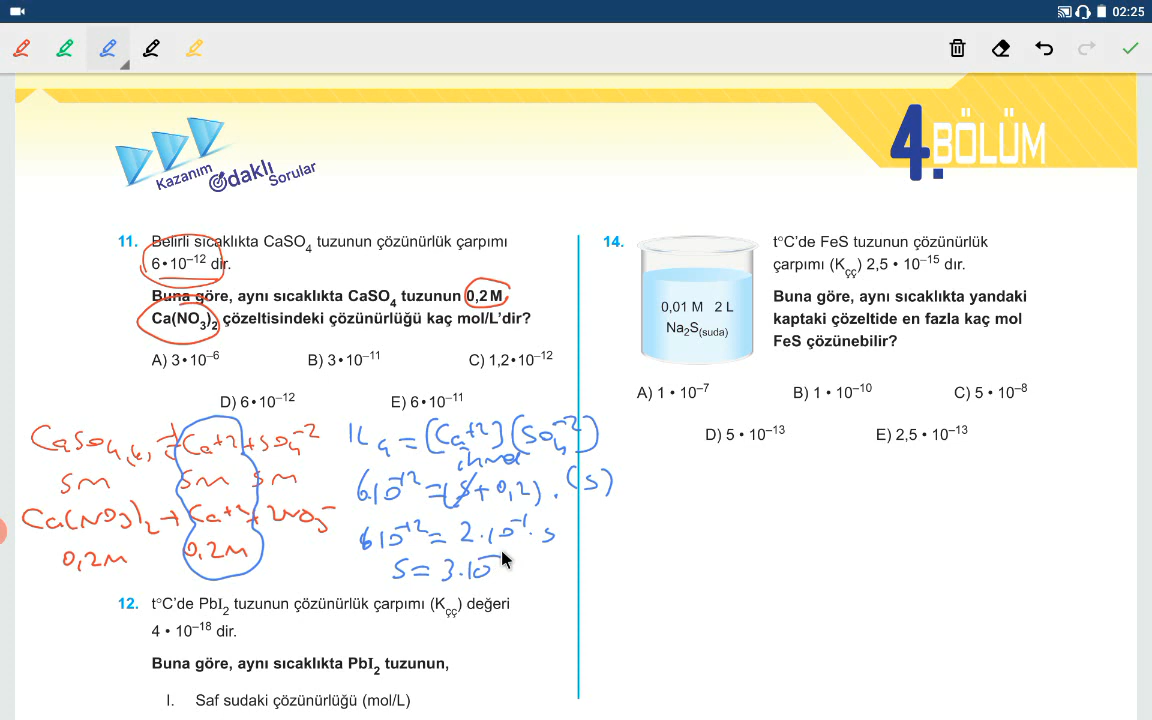 02:25
4.BÖLÜM
Kazanım Odaklı Sorular
11. Belirli sıcaklıkta CaSO₄ tuzunun çözünürlük çarpımı
6•10⁻¹² dir.
Buna göre, aynı sıcaklıkta CaSO₄ tuzunun 0,2 M
Ca(NO₃)₂ çözeltisindeki çözünürlüğü kaç mol/L'dir?
A) 3•10⁻⁶ B) 3•10⁻¹¹ C) 1,2•10⁻¹²
D) 6•10⁻¹² E) 6•10⁻¹¹
CaSO₄(k) ⇌ Ca⁺² + SO₄⁻²
SM SM SM
Ca(NO₃)₂ → Ca⁺² + 2NO₃⁻
0,2M 0,2M
Kç = [Ca⁺²] [SO₄⁻²]
ihmal
6.10⁻¹² = (S + 0,2) . (S)
6 10⁻¹² = 2.10⁻¹. S
S = 3.10⁻
12. t°C'de PbI₂ tuzunun çözünürlük çarpımı (Kçç) değeri
4 • 10⁻¹⁸ dir.
Buna göre, aynı sıcaklıkta PbI₂ tuzunun,
I. Saf sudaki çözünürlüğü (mol/L)
14. t°C'de FeS tuzunun çözünürlük
çarpımı (Kçç) 2,5 • 10⁻¹⁵ dır.
Buna göre, aynı sıcaklıkta yandaki
kaptaki çözeltide en fazla kaç mol
FeS çözünebilir?
0,01 M 2 L
Na₂S(suda)
A) 1 • 10⁻⁷ B) 1 • 10⁻¹⁰ C) 5 • 10⁻⁸
D) 5 • 10⁻¹³ E) 2,5 • 10⁻¹³